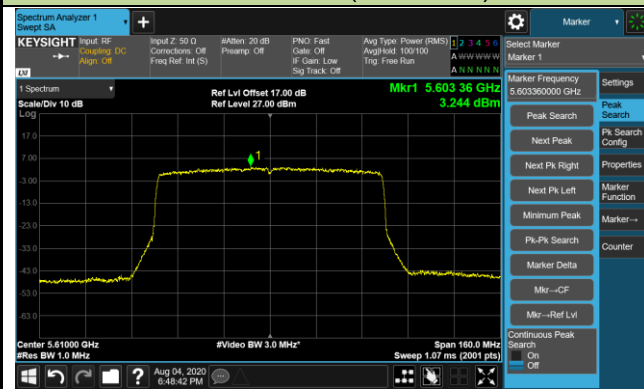 Spectrum Analyzer 1
Swept SA
Marker
KEYSIGHT
Input: RF
Coupling: DC
Align: Off
Input Z: 50 Ω
Corrections: Off
Freq Ref: Int (S)
#Atten: 20 dB
Preamp: Off
PNO: Fast
Gate: Off
IF Gain: Low
Sig Track: Off
Avg Type: Power (RMS)
Avg|Hold: 100/100
Trig: Free Run
1 2 3 4 5 6
A W W W W W
A N N N N N
LXI
Select Marker
Marker 1
1 Spectrum
Scale/Div 10 dB
Log
Ref Lvl Offset 17.00 dB
Ref Level 27.00 dBm
Mkr1 5.603 36 GHz
3.244 dBm
17.0
7.00
-3.00
-13.0
-23.0
-33.0
-43.0
-53.0
-63.0
1
Center 5.61000 GHz
#Res BW 1.0 MHz
#Video BW 3.0 MHz*
Span 160.0 MHz
Sweep 1.07 ms (2001 pts)
Marker Frequency
5.603360000 GHz
Peak Search
Next Peak
Next Pk Right
Next Pk Left
Minimum Peak
Pk-Pk Search
Marker Delta
Mkr→CF
Mkr→Ref Lvl
Continuous Peak
Search
On
Off
Settings
Peak
Search
Pk Search
Config
Properties
Marker
Function
Marker→
Counter
Aug 04, 2020
6:48:42 PM